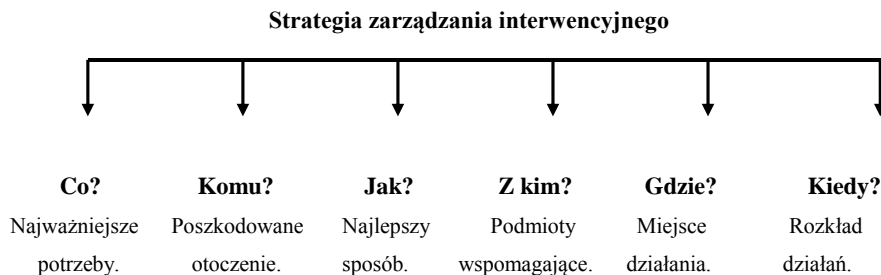 Strategia zarządzania interwencyjnego
Co? Komu? Jak? Z kim? Gdzie? Kiedy?
Najważniejsze Poszkodowane Najlepszy Podmioty Miejsce Rozkład
potrzeby. otoczenie. sposób. wspomagające. działania. działań.